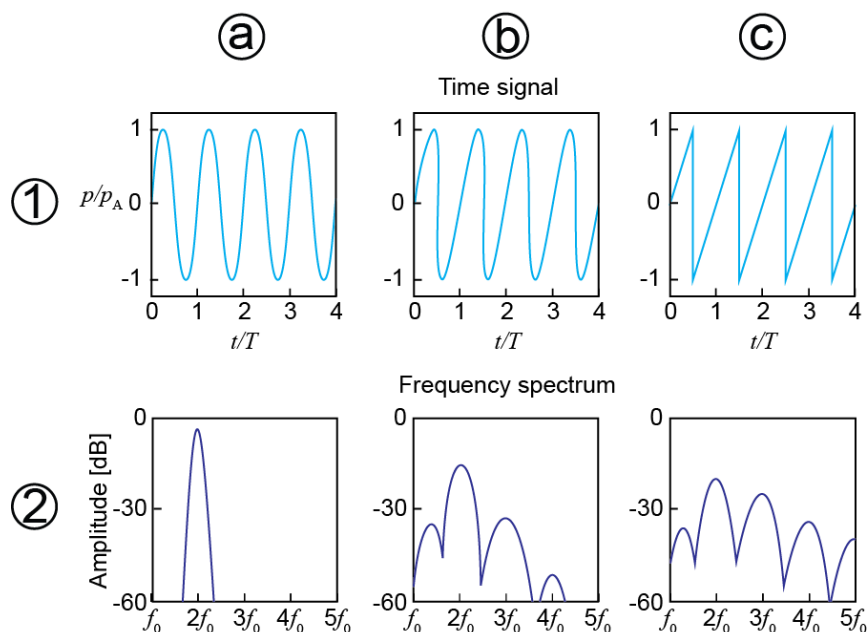 a b c
Time signal
1
p/p_A
1 0 -1
0 1 2 3 4
t/T
1 0 -1
0 1 2 3 4
t/T
1 0 -1
0 1 2 3 4
t/T
Frequency spectrum
2
Amplitude [dB]
0 -30 -60
f₀ 2f₀ 3f₀ 4f₀ 5f₀
0 -30 -60
f₀ 2f₀ 3f₀ 4f₀ 5f₀
0 -30 -60
f₀ 2f₀ 3f₀ 4f₀ 5f₀